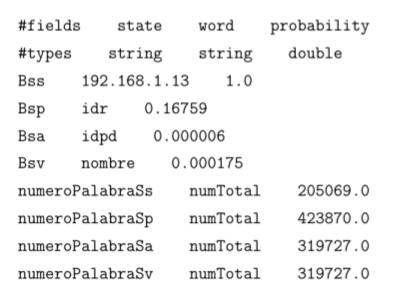 #fields state word probability
#types string string double
Bss 192.168.1.13 1.0
Bsp idr 0.16759
Bsa idpd 0.000006
Bsv nombre 0.000175
numeroPalabraSs numTotal 205069.0
numeroPalabraSp numTotal 423870.0
numeroPalabraSa numTotal 319727.0
numeroPalabraSv numTotal 319727.0